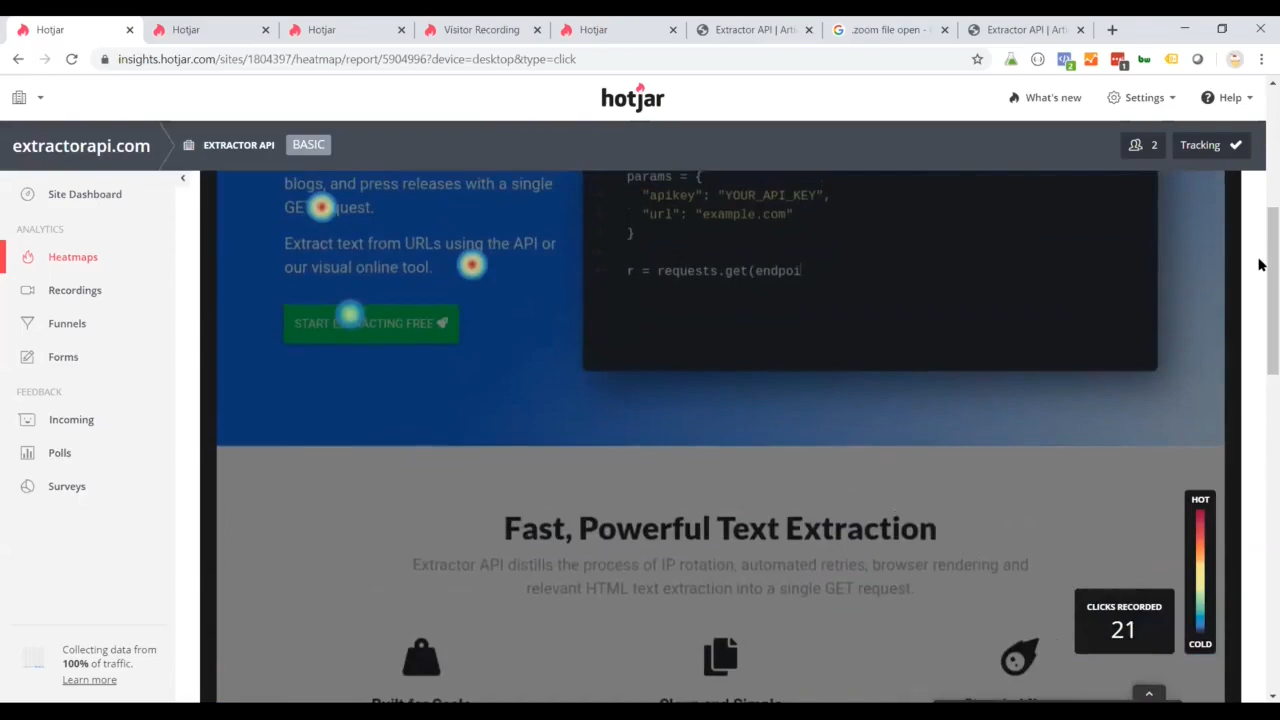 Hotjar
Hotjar
Hotjar
Visitor Recording
Hotjar
Extractor API | Arti
.zoom file open -
Extractor API | Arti
insights.hotjar.com/sites/1804397/heatmap/report/5904996?device=desktop&type=click
2
1
bw
hotjar
What's new
Settings
Help
extractorapi.com
EXTRACTOR API
BASIC
2
Tracking
Site Dashboard
ANALYTICS
Heatmaps
Recordings
Funnels
Forms
FEEDBACK
Incoming
Polls
Surveys
Collecting data from
100% of traffic.
Learn more
blogs, and press releases with a single
GET request.
Extract text from URLs using the API or
our visual online tool.
START EXTRACTING FREE
params = {
"apikey": "YOUR_API_KEY",
"url": "example.com"
}
r = requests.get(endpoi
Fast, Powerful Text Extraction
Extractor API distills the process of IP rotation, automated retries, browser rendering and
relevant HTML text extraction into a single GET request.
HOT
COLD
CLICKS RECORDED
21